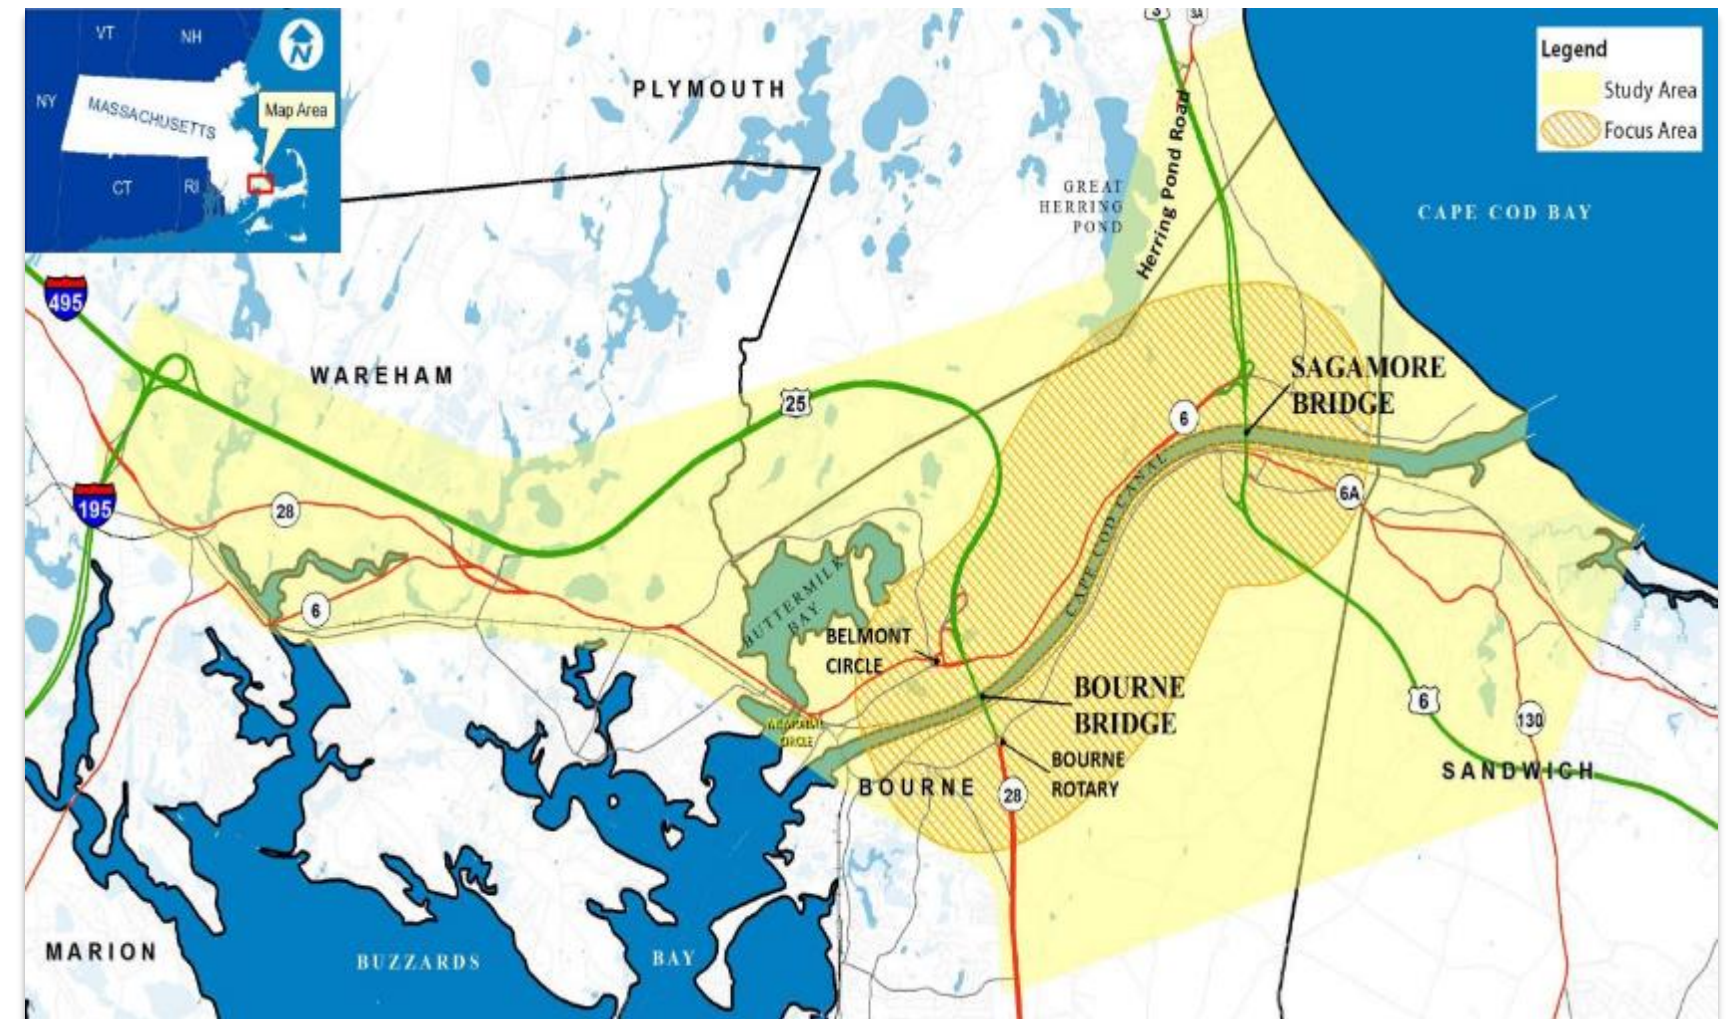 VT
NH
NY
MASSACHUSETTS
Map Area
CT
RI
N
3
3A
Legend
Study Area
Focus Area
PLYMOUTH
Herring Pond Road
GREAT
HERRING
POND
CAPE COD BAY
495
WAREHAM
25
SAGAMORE
BRIDGE
6
CAPE COD CANAL
6A
195
28
6
BUTTERMILK
BAY
BELMONT
CIRCLE
BOURNE
BRIDGE
6
130
CIRCLE
BOURNE
ROTARY
BOURNE
28
SANDWICH
MARION
BUZZARDS
BAY